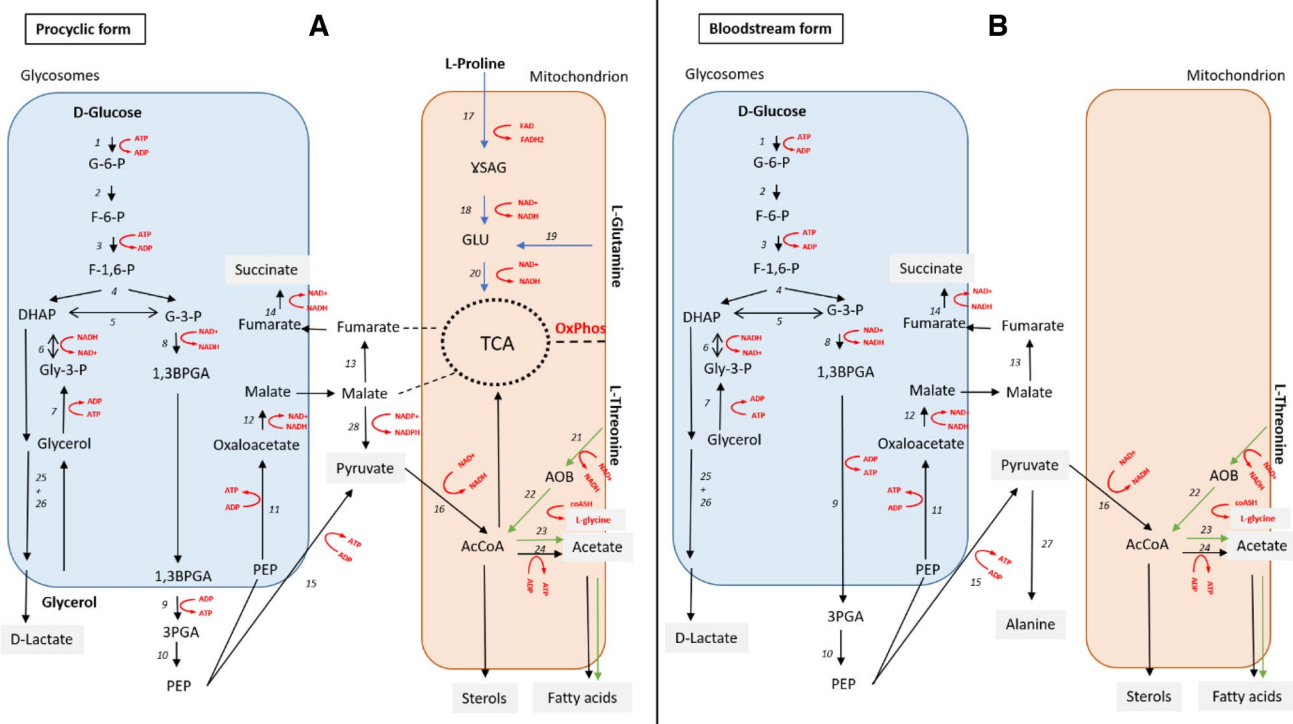 Procyclic form
A
Glycosomes
L-Proline
Mitochondrion
D-Glucose
1
ATP
ADP
G-6-P
2
F-6-P
3
ATP
ADP
F-1,6-P
4
DHAP
5
G-3-P
6
NADH
NAD+
Gly-3-P
8
NAD+
NADH
1,3BPGA
7
ADP
ATP
Glycerol
25
+
26
Succinate
14
NAD+
NADH
Fumarate
Fumarate
13
Malate
Malate
12
NAD+
NADH
28
NADP+
NADPH
Oxaloacetate
ATP
ADP
11
PEP
Pyruvate
ATP
ADP
15
1,3BPGA
9
ADP
ATP
3PGA
10
PEP
Glycerol
D-Lactate
17
FAD
FADH2
ɣSAG
18
NAD+
NADH
GLU
19
L-Glutamine
20
NAD+
NADH
TCA
OxPhos
L-Threonine
21
NAD+
NADH
AOB
22
coASH
L-glycine
NAD+
NADH
16
AcCoA
23
24
Acetate
ADP
ATP
Sterols
Fatty acids
Bloodstream form
B
Glycosomes
Mitochondrion
D-Glucose
1
ATP
ADP
G-6-P
2
F-6-P
3
ATP
ADP
F-1,6-P
4
DHAP
5
G-3-P
6
NADH
NAD+
Gly-3-P
8
NAD+
NADH
1,3BPGA
7
ADP
ATP
Glycerol
25
+
26
Succinate
14
NAD+
NADH
Fumarate
Fumarate
13
Malate
Malate
12
NAD+
NADH
Oxaloacetate
ADP
ATP
9
ATP
ADP
11
PEP
Pyruvate
ATP
ADP
15
27
Alanine
3PGA
10
PEP
D-Lactate
L-Threonine
NAD+
NADH
AOB
22
coASH
L-glycine
NAD+
NADH
16
AcCoA
23
24
Acetate
ADP
ATP
Sterols
Fatty acids